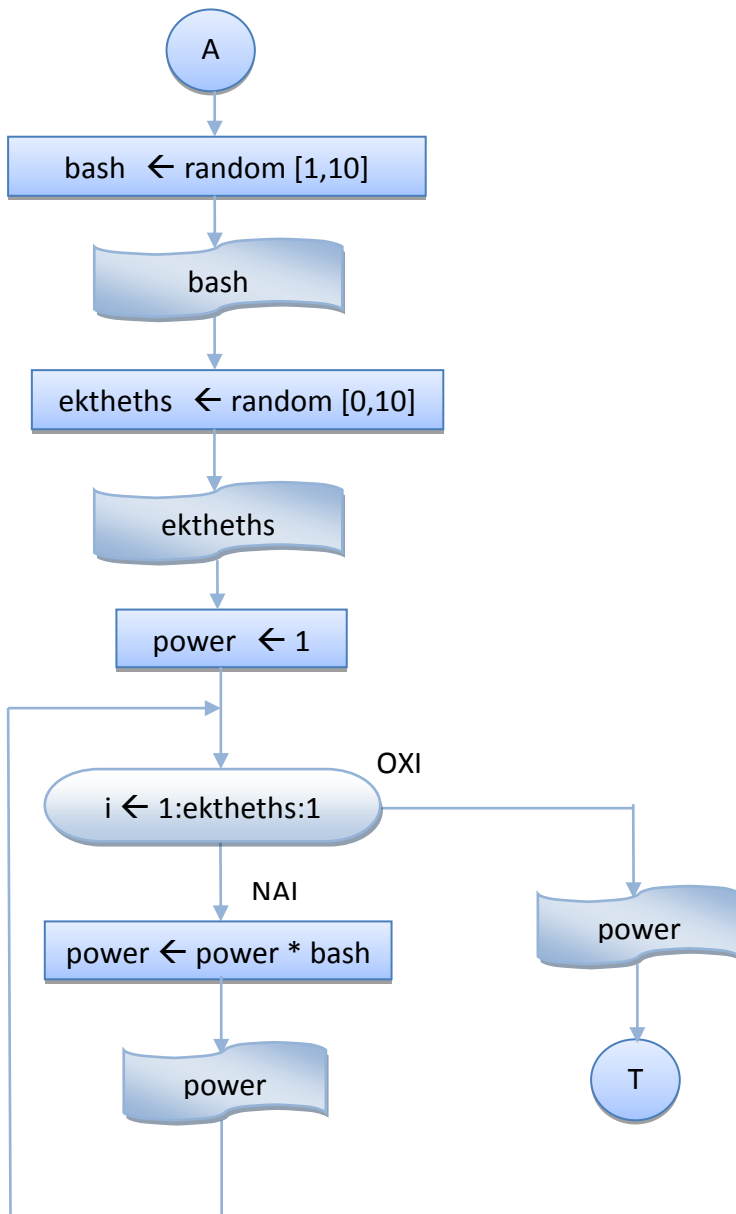 A
bash ← random [1,10]
bash
ektheths ← random [0,10]
ektheths
power ← 1
OXI
i ← 1:ektheths:1
NAI
power ← power * bash
power
power
T